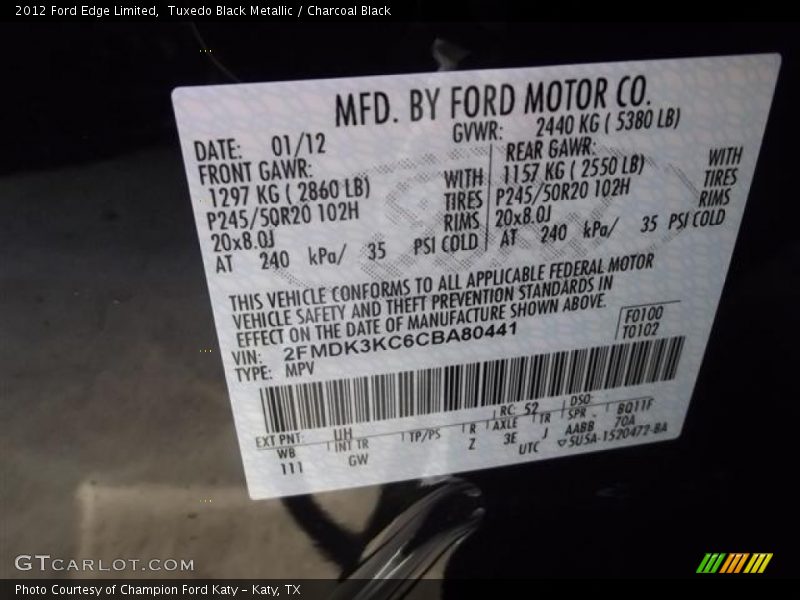 2012 Ford Edge Limited,  Tuxedo Black Metallic / Charcoal Black
MFD. BY FORD MOTOR CO.
DATE: 01/12 GVWR: 2440 KG ( 5380 LB)
FRONT GAWR: REAR GAWR:
1297 KG ( 2860 LB) WITH 1157 KG ( 2550 LB) WITH
P245/50R20 102H TIRES P245/50R20 102H TIRES
20x8.0J RIMS 20x8.0J RIMS
AT 240 kPa/ 35 PSI COLD AT 240 kPa/ 35 PSI COLD
THIS VEHICLE CONFORMS TO ALL APPLICABLE FEDERAL MOTOR
VEHICLE SAFETY AND THEFT PREVENTION STANDARDS IN
EFFECT ON THE DATE OF MANUFACTURE SHOWN ABOVE.
VIN: 2FMDK3KC6CBA80441 F0100
TYPE: MPV T0102
EXT PNT: UH RC: 52 DSO:
WB INT TR TP/PS R AXLE TR SPR BQ11F
111 GW Z 3E J AABB 70A
UTC ▽5U5A-1520472-BA
GTCARLOT.COM
Photo Courtesy of Champion Ford Katy – Katy, TX